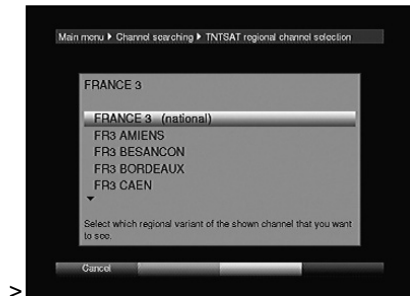 Main menu ▶ Channel searching ▶ TNTSAT regional channel selection
FRANCE 3
FRANCE 3 (national)
FR3 AMIENS
FR3 BESANCON
FR3 BORDEAUX
FR3 CAEN
Select which regional variant of the shown channel that you want
to see.
Cancel
>